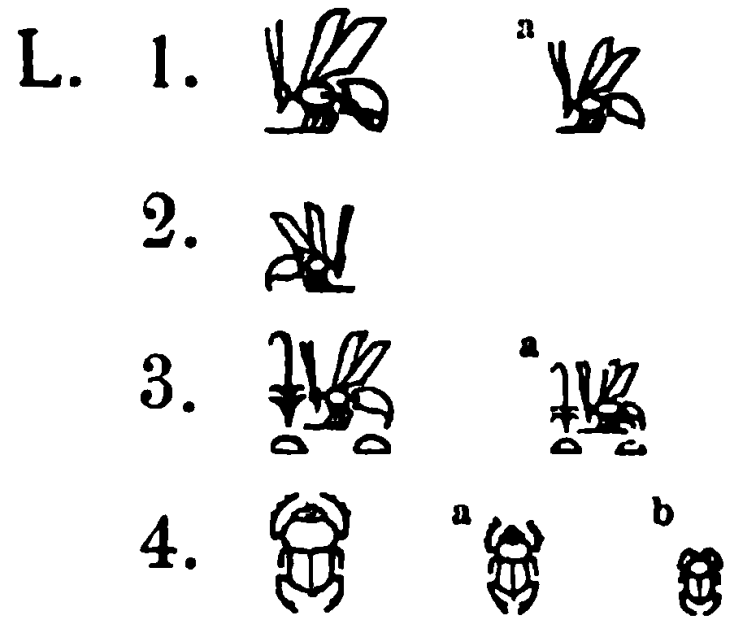 L. 1. 𓆤 a 𓆤
2. 𓆤
3. 𓆥 a 𓆥
4. 𓆣 a 𓆣 b 𓆣